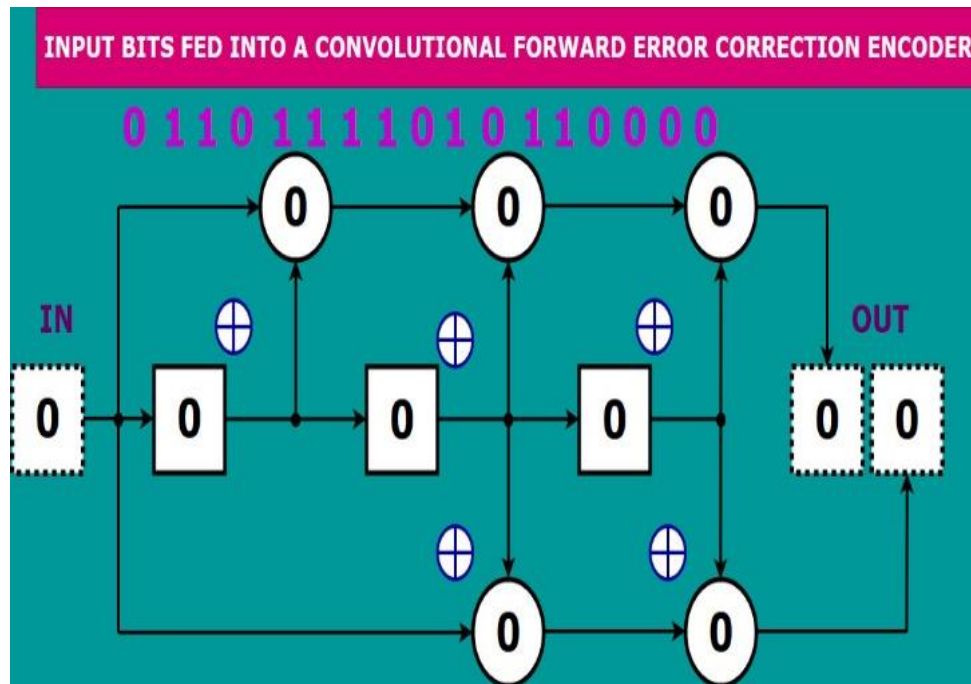 INPUT BITS FED INTO A CONVOLUTIONAL FORWARD ERROR CORRECTION ENCODER
0 1 1 0 1 1 1 1 0 1 0 1 1 0 0 0 0
0 0 0
IN OUT
0 0 0 0 0 0
0 0